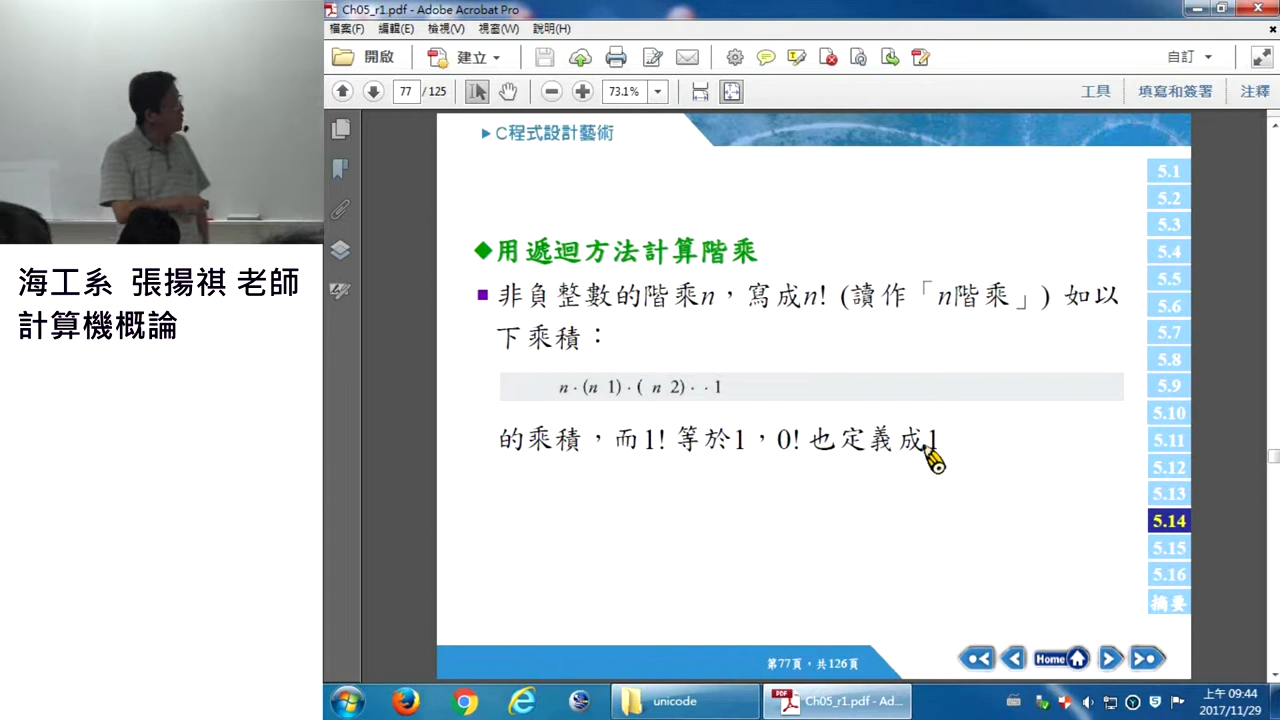 Ch05_r1.pdf - Adobe Acrobat Pro
檔案(F) 編輯(E) 檢視(V) 視窗(W) 說明(H)
開啟 建立 自訂
77 / 125 73.1% 工具 填寫和簽署 注釋
C程式設計藝術
用遞迴方法計算階乘
非負整數的階乘n，寫成n! (讀作「n階乘」) 如以
下乘積：
n · (n 1) · ( n 2) · · 1
的乘積，而1! 等於1，0! 也定義成1
5.1
5.2
5.3
5.4
5.5
5.6
5.7
5.8
5.9
5.10
5.11
5.12
5.13
5.14
5.15
5.16
摘要
第77頁，共126頁
Home
海工系 張揚祺 老師
計算機概論
unicode
Ch05_r1.pdf - Ad...
上午 09:44
2017/11/29